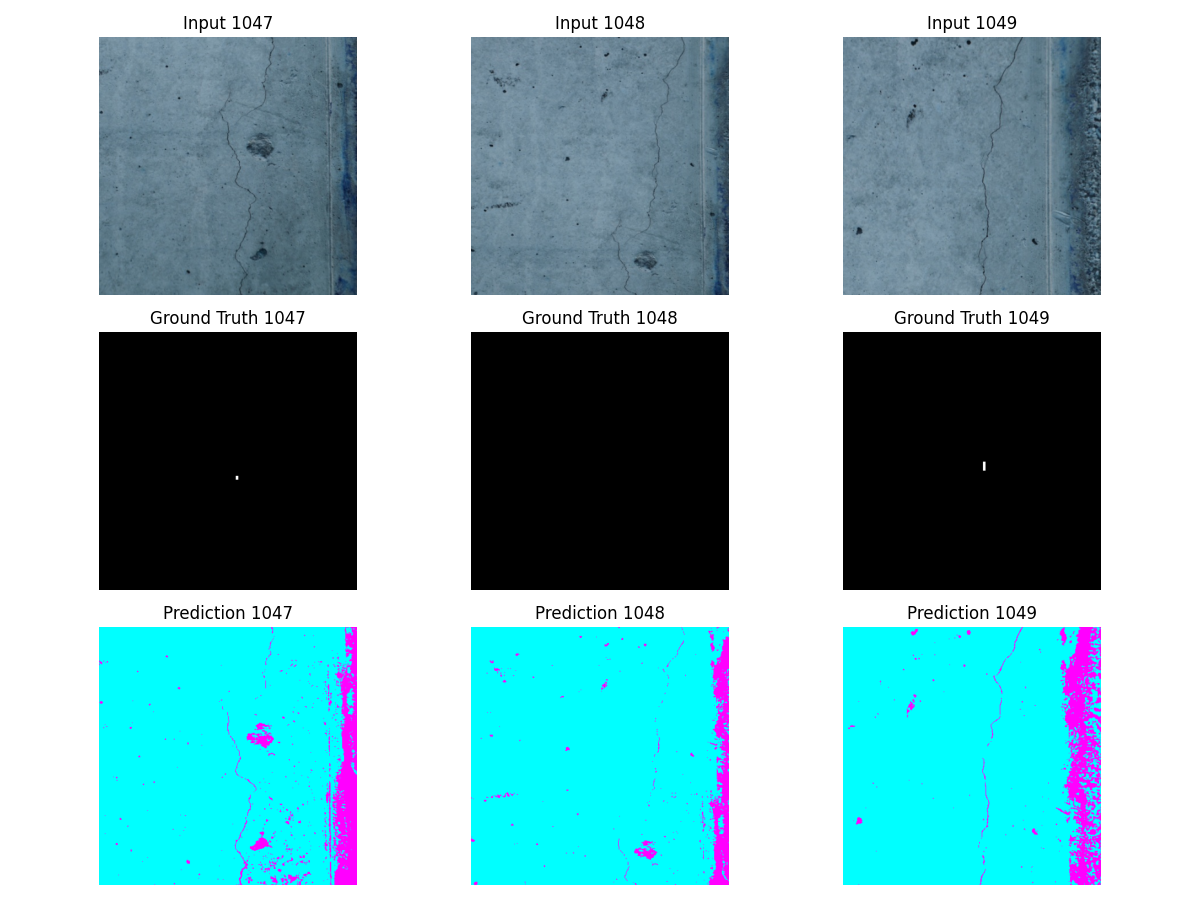 Input 1047
Input 1048
Input 1049
Ground Truth 1047
Ground Truth 1048
Ground Truth 1049
Prediction 1047
Prediction 1048
Prediction 1049